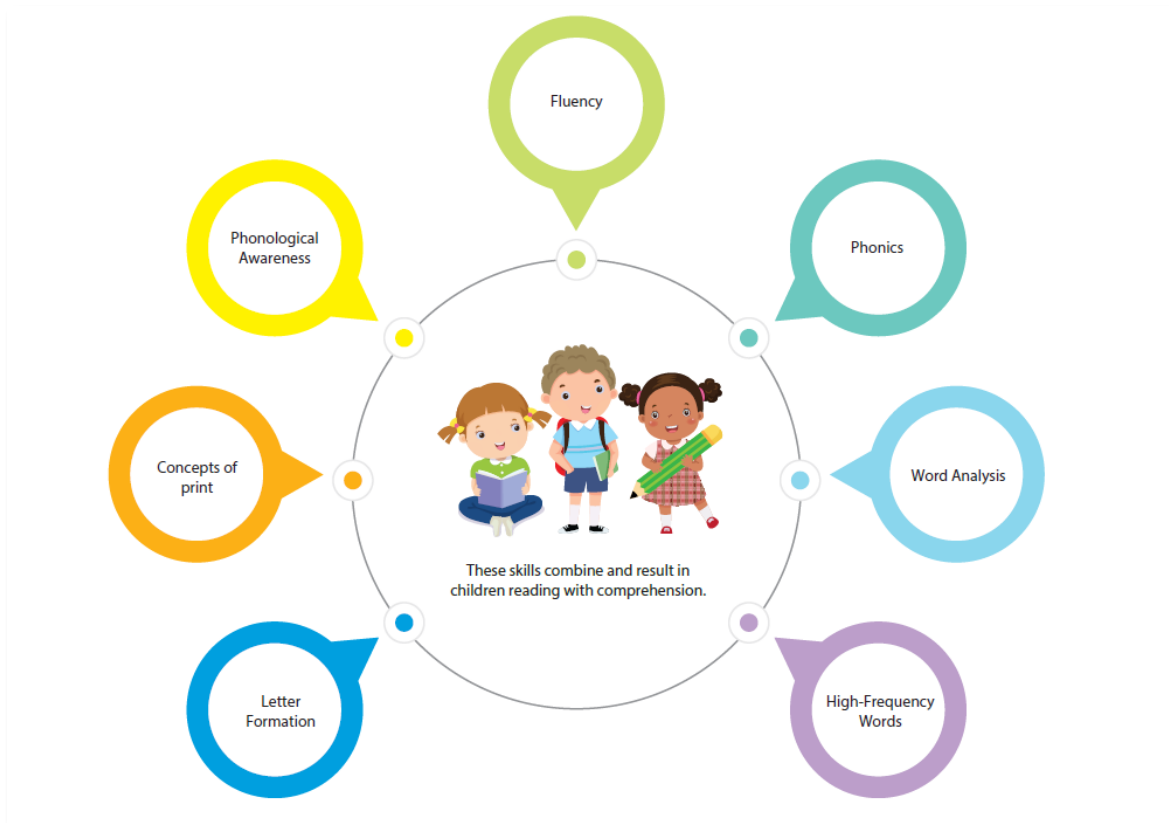 Fluency
Phonological
Awareness
Phonics
Concepts of
print
Word Analysis
These skills combine and result in
children reading with comprehension.
Letter
Formation
High-Frequency
Words